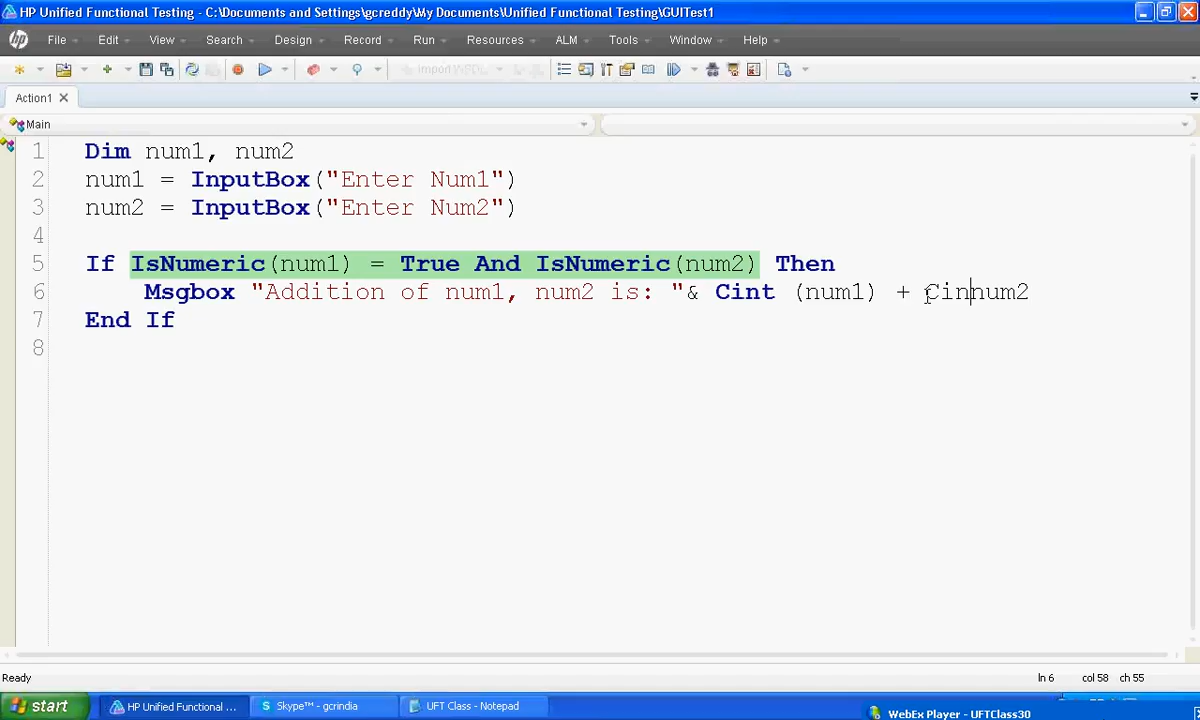 HP Unified Functional Testing - C:\Documents and Settings\gcreddy\My Documents\Unified Functional Testing\GUITest1
File Edit View Search Design Record Run Resources ALM Tools Window Help
Import WSDL
Action1
Main
1 Dim num1, num2
2 num1 = InputBox("Enter Num1")
3 num2 = InputBox("Enter Num2")
4
5 If IsNumeric(num1) = True And IsNumeric(num2) Then
6 Msgbox "Addition of num1, num2 is: "& Cint (num1) + Cinnum2
7 End If
8
Ready ln 6 col 58 ch 55
start HP Unified Functional ... Skype™ - gcrindia UFT Class - Notepad WebEx Player - UFTClass30